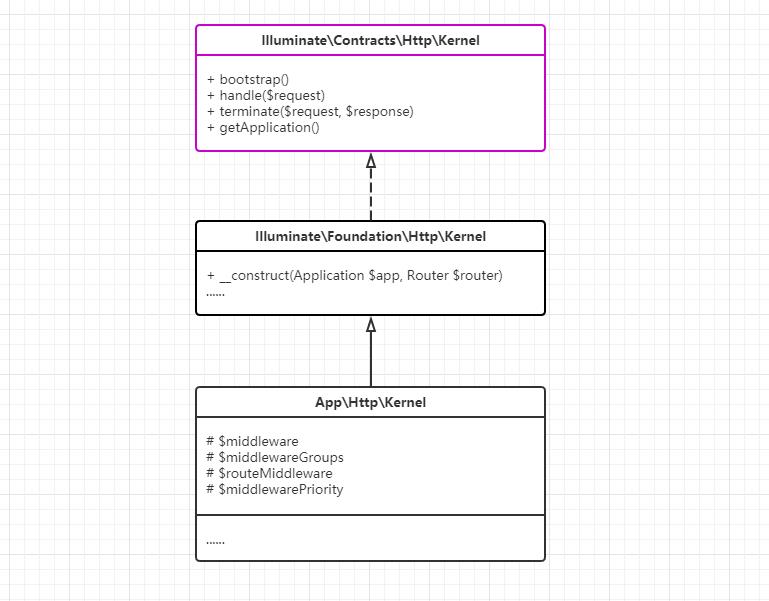 Illuminate\Contracts\Http\Kernel
+ bootstrap()
+ handle($request)
+ terminate($request, $response)
+ getApplication()
Illuminate\Foundation\Http\Kernel
+ __construct(Application $app, Router $router)
......
App\Http\Kernel
# $middleware
# $middlewareGroups
# $routeMiddleware
# $middlewarePriority
......